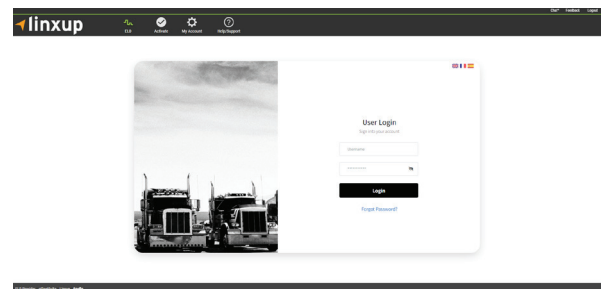 Chat Feedback Logout
linxup
ELD Activate My Account Help/Support
User Login
Sign into your account
Username
Login
Forgot Password?